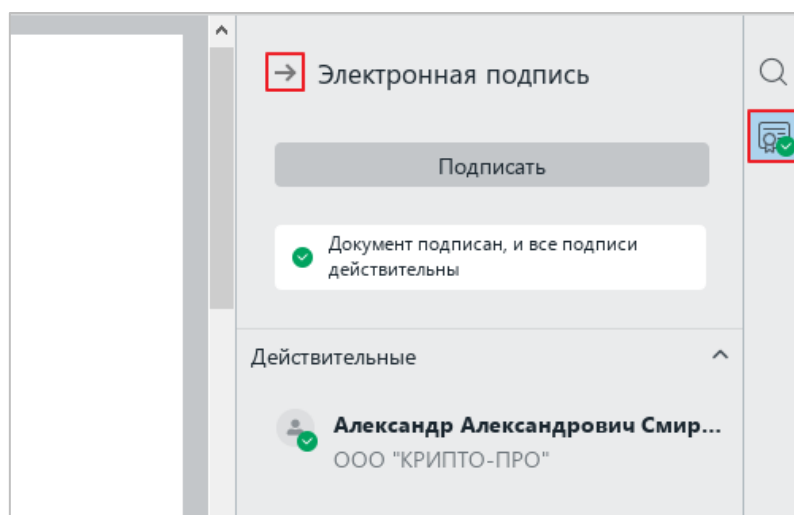 Электронная подпись
Подписать
Документ подписан, и все подписи
действительны
Действительные
Александр Александрович Смир...
ООО "КРИПТО-ПРО"